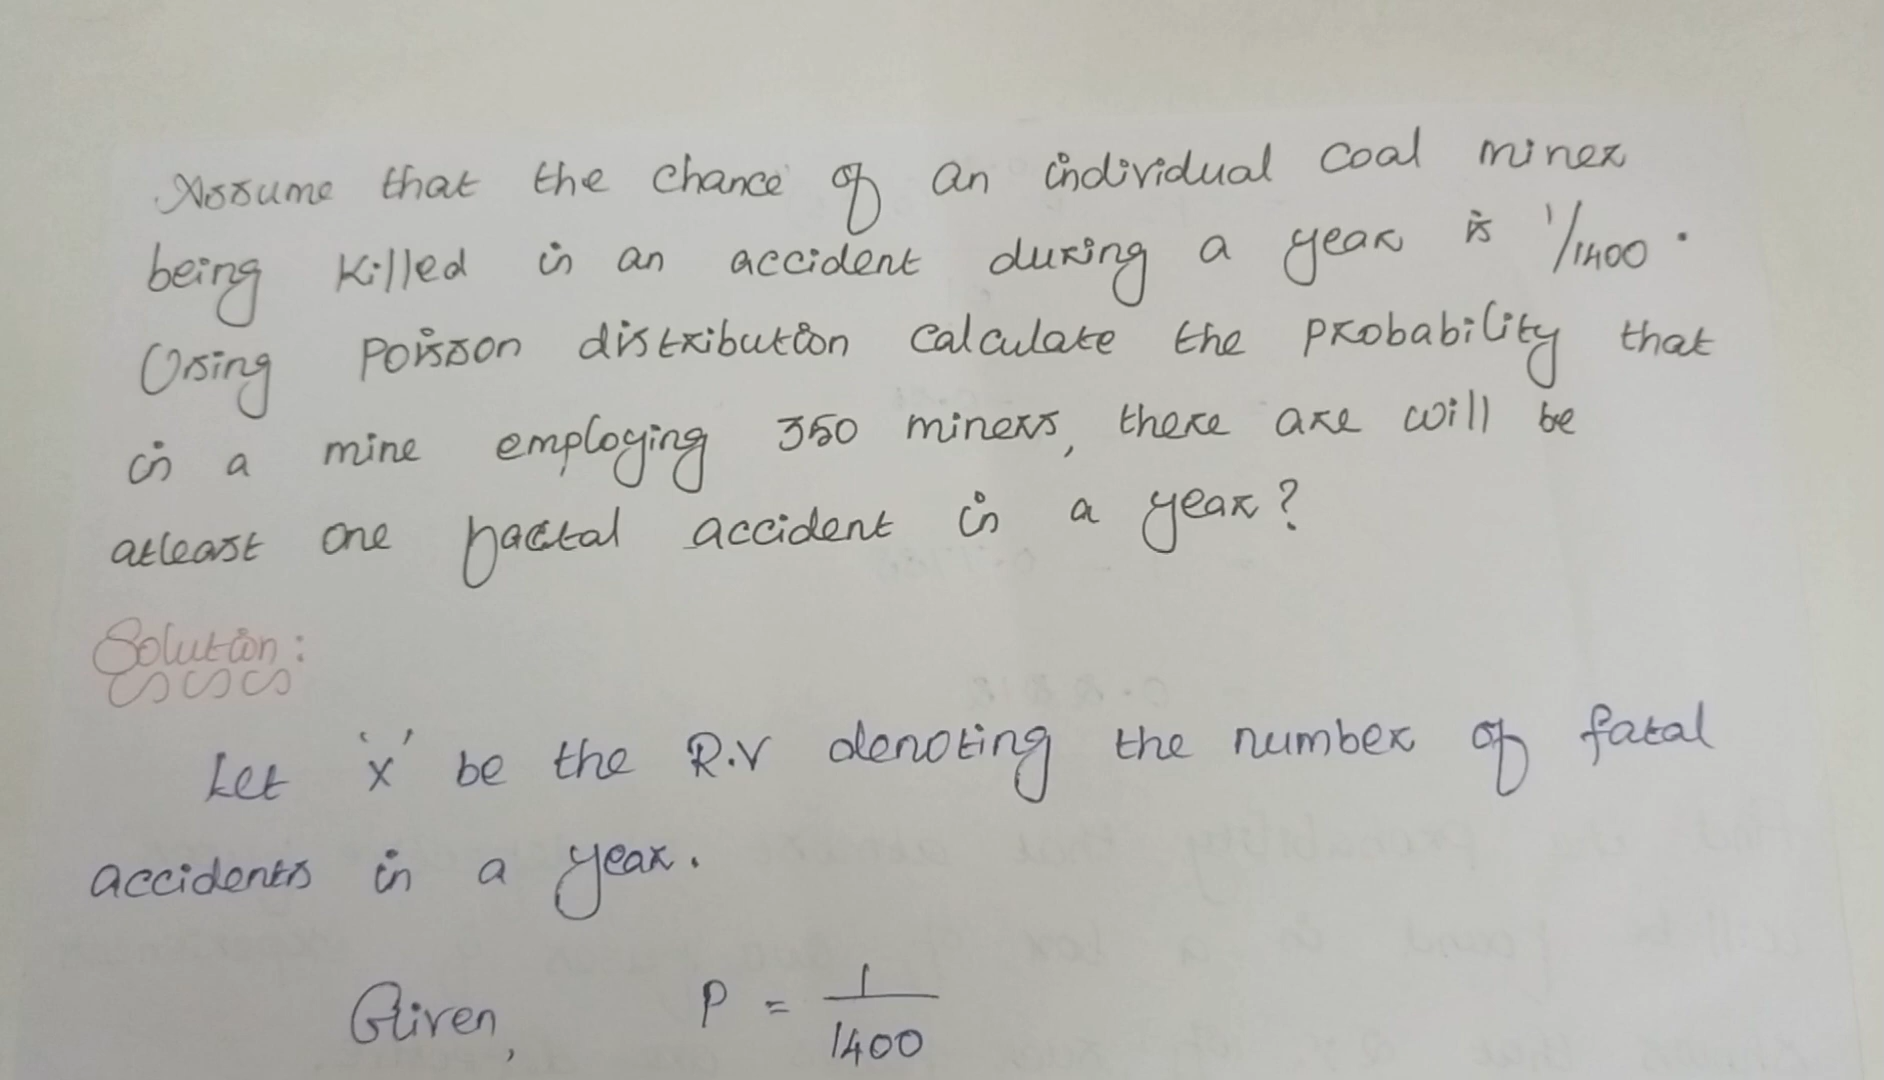 Assume that the chance of an individual coal miner
being killed in an accident during a year is 1/1400.
Using poisson distribution calculate the probability that
in a mine employing 350 miners, there are will be
atleast one factal accident in a year?
Solution:
Let 'x' be the R.V denoting the number of fatal
accidents in a year.
Given, P = 1/1400